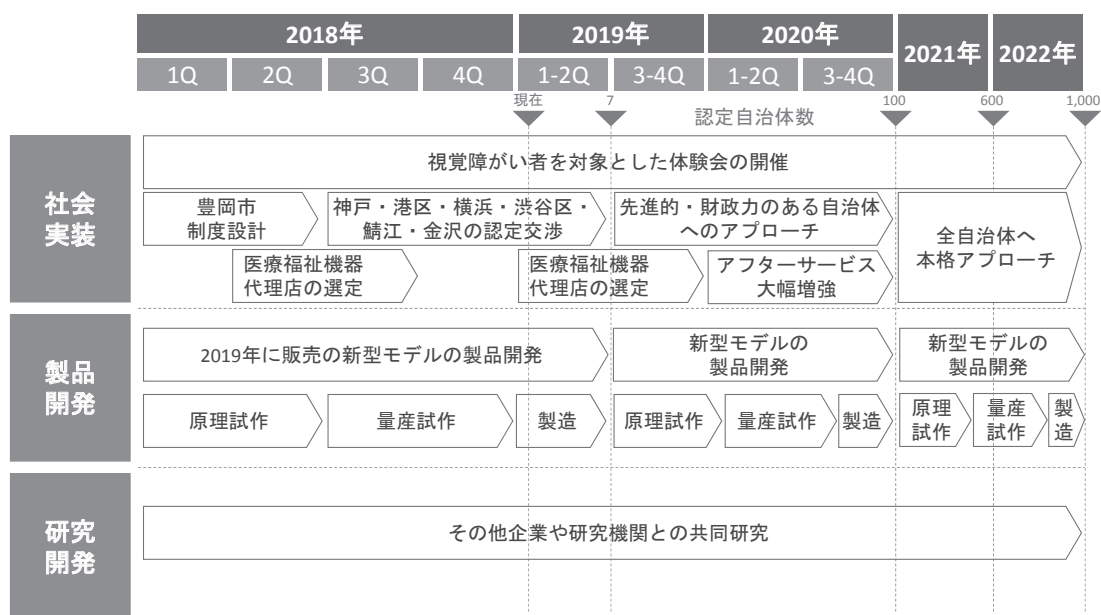 2018年
2019年
2020年
2021年
2022年
1Q
2Q
3Q
4Q
1-2Q
3-4Q
1-2Q
3-4Q
現在
7
認定自治体数
100
600
1,000
社会
実装
視覚障がい者を対象とした体験会の開催
豊岡市
制度設計
神戸・港区・横浜・渋谷区・
鯖江・金沢の認定交渉
先進的・財政力のある自治体
へのアプローチ
全自治体へ
本格アプローチ
医療福祉機器
代理店の選定
医療福祉機器
代理店の選定
アフターサービス
大幅増強
製品
開発
2019年に販売の新型モデルの製品開発
新型モデルの
製品開発
新型モデルの
製品開発
原理試作
量産試作
製造
原理試作
量産試作
製造
原理
試作
量産
試作
製
造
研究
開発
その他企業や研究機関との共同研究